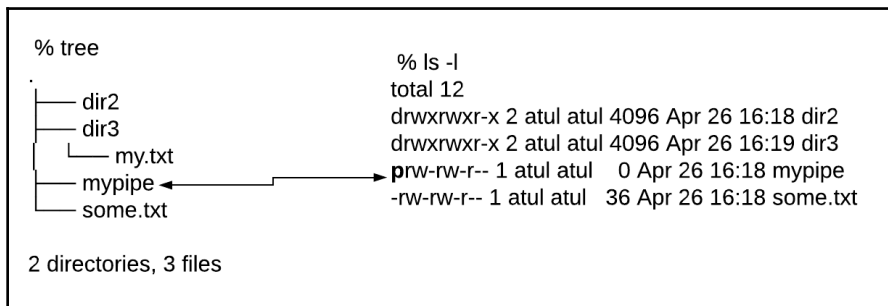 % tree
.
dir2
dir3
my.txt
mypipe
some.txt
2 directories, 3 files
% ls -l
total 12
drwxrwxr-x 2 atul atul 4096 Apr 26 16:18 dir2
drwxrwxr-x 2 atul atul 4096 Apr 26 16:19 dir3
prw-rw-r-- 1 atul atul    0 Apr 26 16:18 mypipe
-rw-rw-r-- 1 atul atul   36 Apr 26 16:18 some.txt